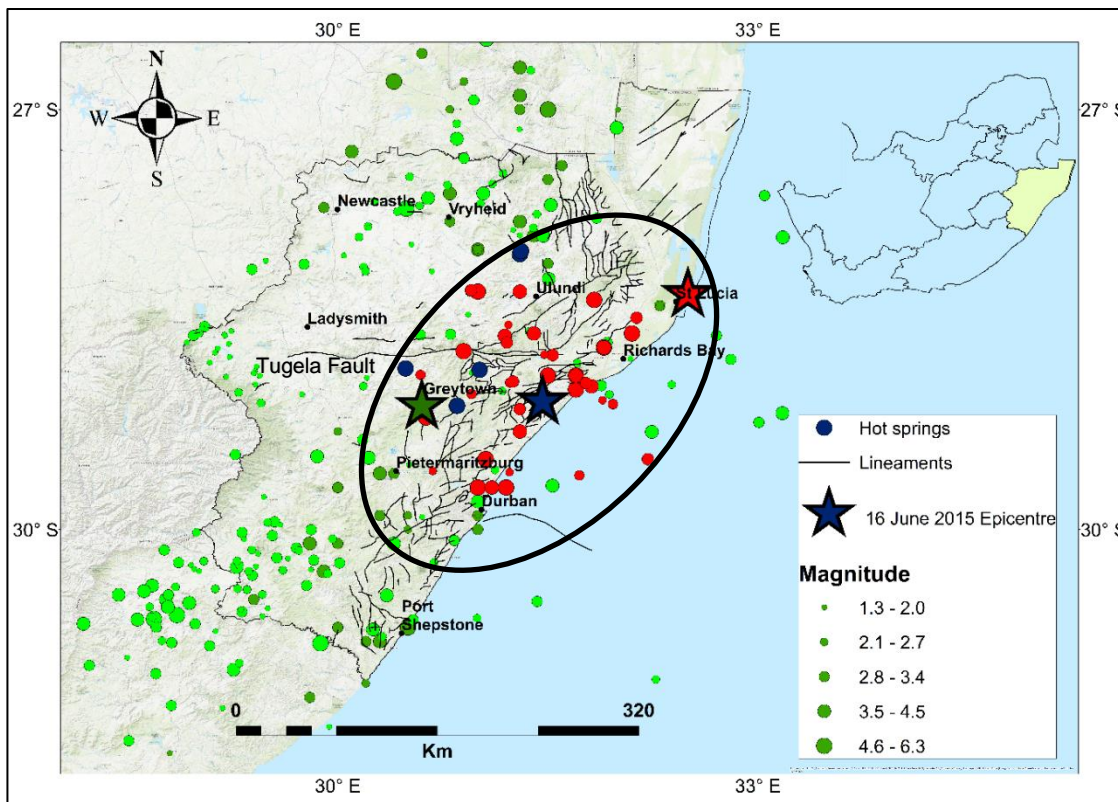 30° E
33° E
N
W
E
S
27° S
27° S
Newcastle
Vryheid
Ulundi
St Lucia
Ladysmith
Richards Bay
Tugela Fault
Greytown
Pietermaritzburg
Durban
30° S
30° S
Port
Shepstone
0
320
Km
Hot springs
Lineaments
16 June 2015 Epicentre
Magnitude
1.3 - 2.0
2.1 - 2.7
2.8 - 3.4
3.5 - 4.5
4.6 - 6.3
30° E
33° E